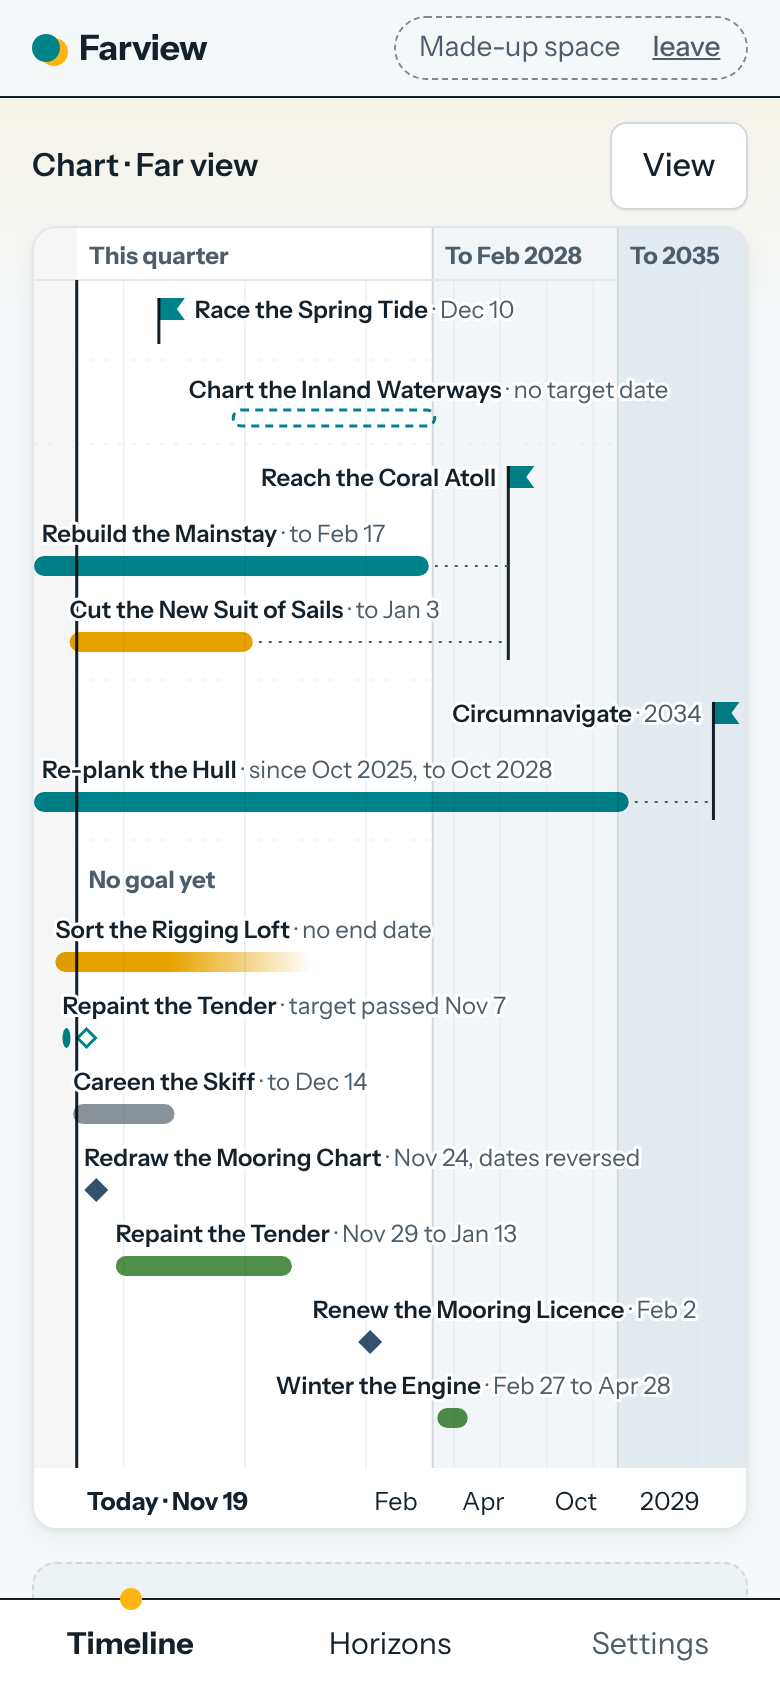 Farview
Made-up space leave
Chart · Far view
View
This quarter To Feb 2028 To 2035
Race the Spring Tide · Dec 10
Chart the Inland Waterways · no target date
Reach the Coral Atoll
Rebuild the Mainstay · to Feb 17
Cut the New Suit of Sails · to Jan 3
Circumnavigate · 2034
Re-plank the Hull · since Oct 2025, to Oct 2028
No goal yet
Sort the Rigging Loft · no end date
Repaint the Tender · target passed Nov 7
Careen the Skiff · to Dec 14
Redraw the Mooring Chart · Nov 24, dates reversed
Repaint the Tender · Nov 29 to Jan 13
Renew the Mooring Licence · Feb 2
Winter the Engine · Feb 27 to Apr 28
Today · Nov 19 Feb Apr Oct 2029
Timeline Horizons Settings